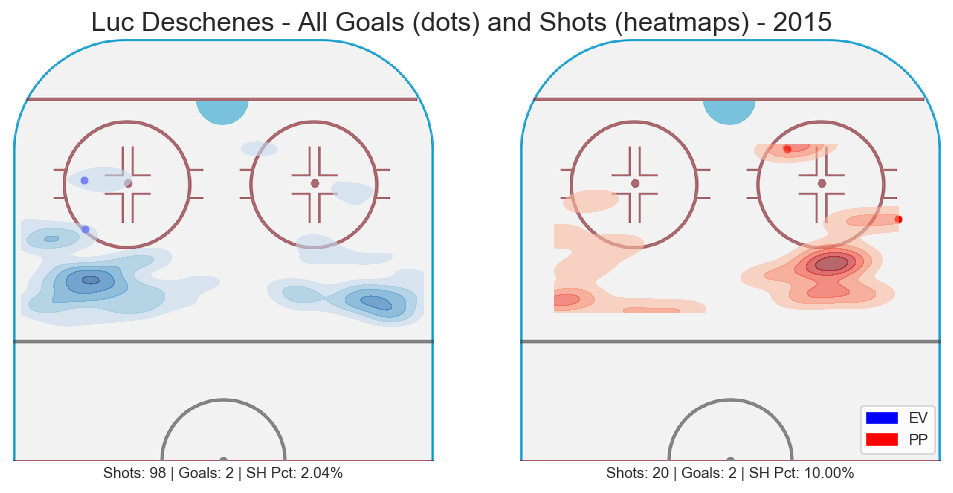 Luc Deschenes - All Goals (dots) and Shots (heatmaps) - 2015
EV
PP
Shots: 98 | Goals: 2 | SH Pct: 2.04%
Shots: 20 | Goals: 2 | SH Pct: 10.00%